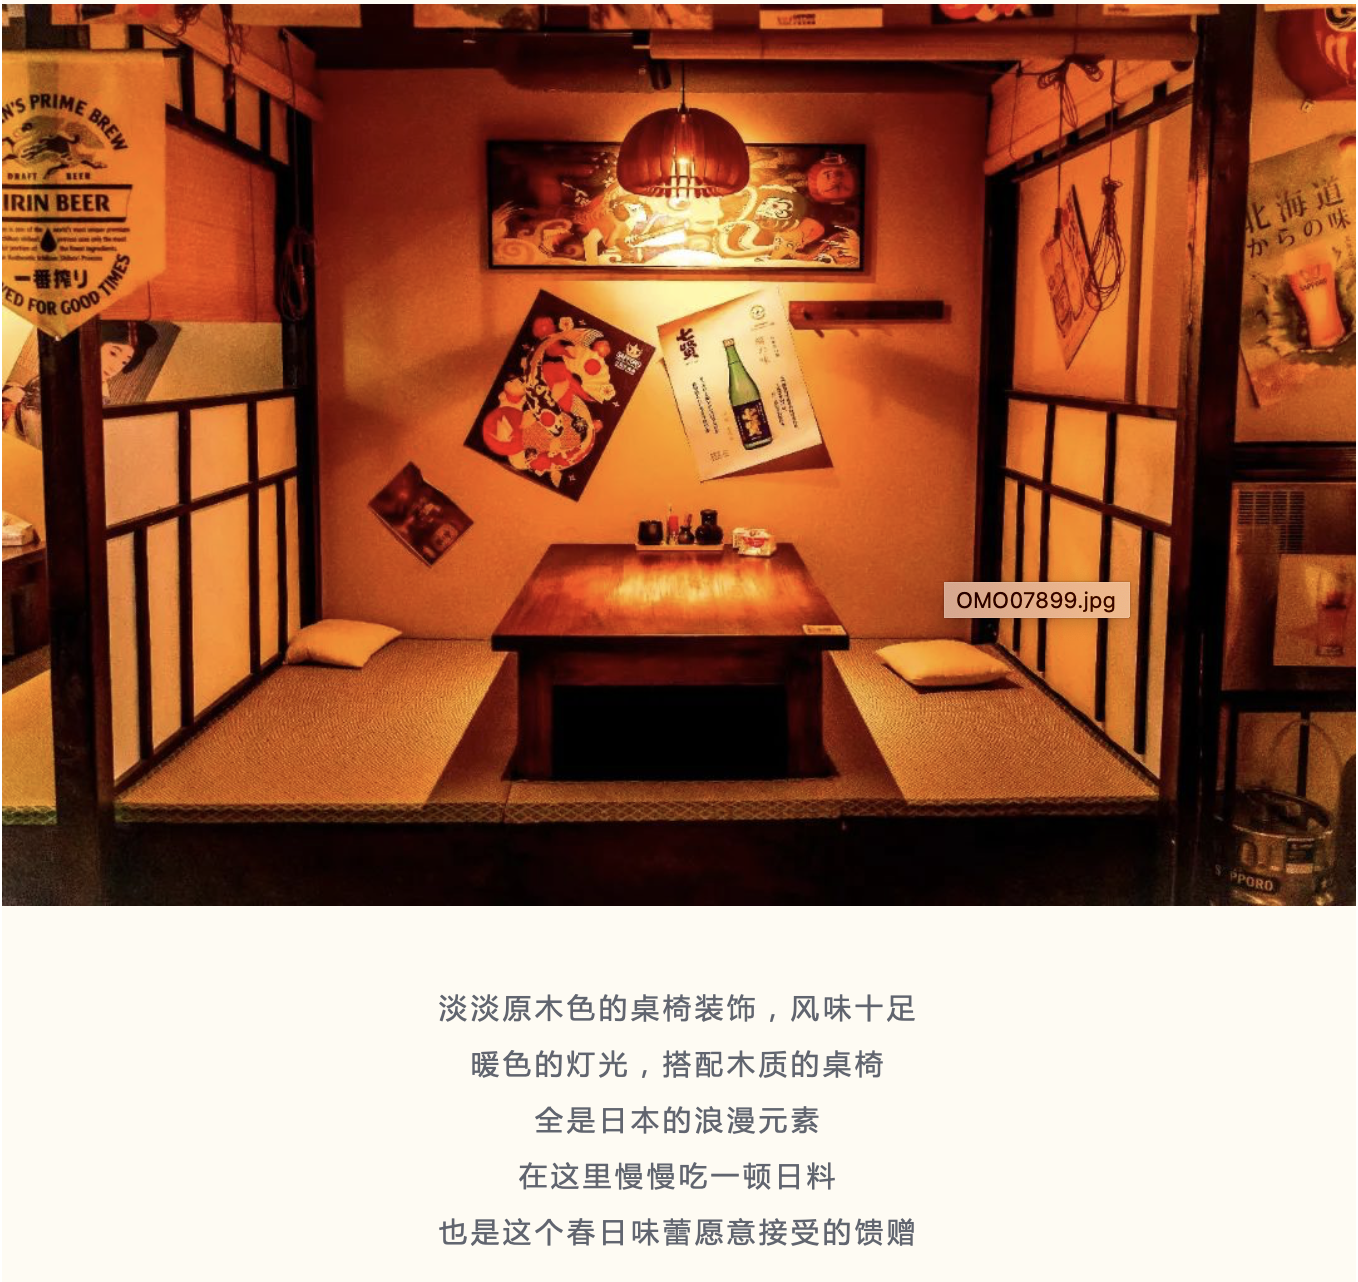 N'S PRIME BREW
DRAFT BEER
IRIN BEER
一番搾り
ED FOR GOOD TIMES
SAPPORO
七賢
北海道
からの味
SAPPORO
OMO07899.jpg
SAPPORO
淡淡原木色的桌椅装饰，风味十足
暖色的灯光，搭配木质的桌椅
全是日本的浪漫元素
在这里慢慢吃一顿日料
也是这个春日味蕾愿意接受的馈赠